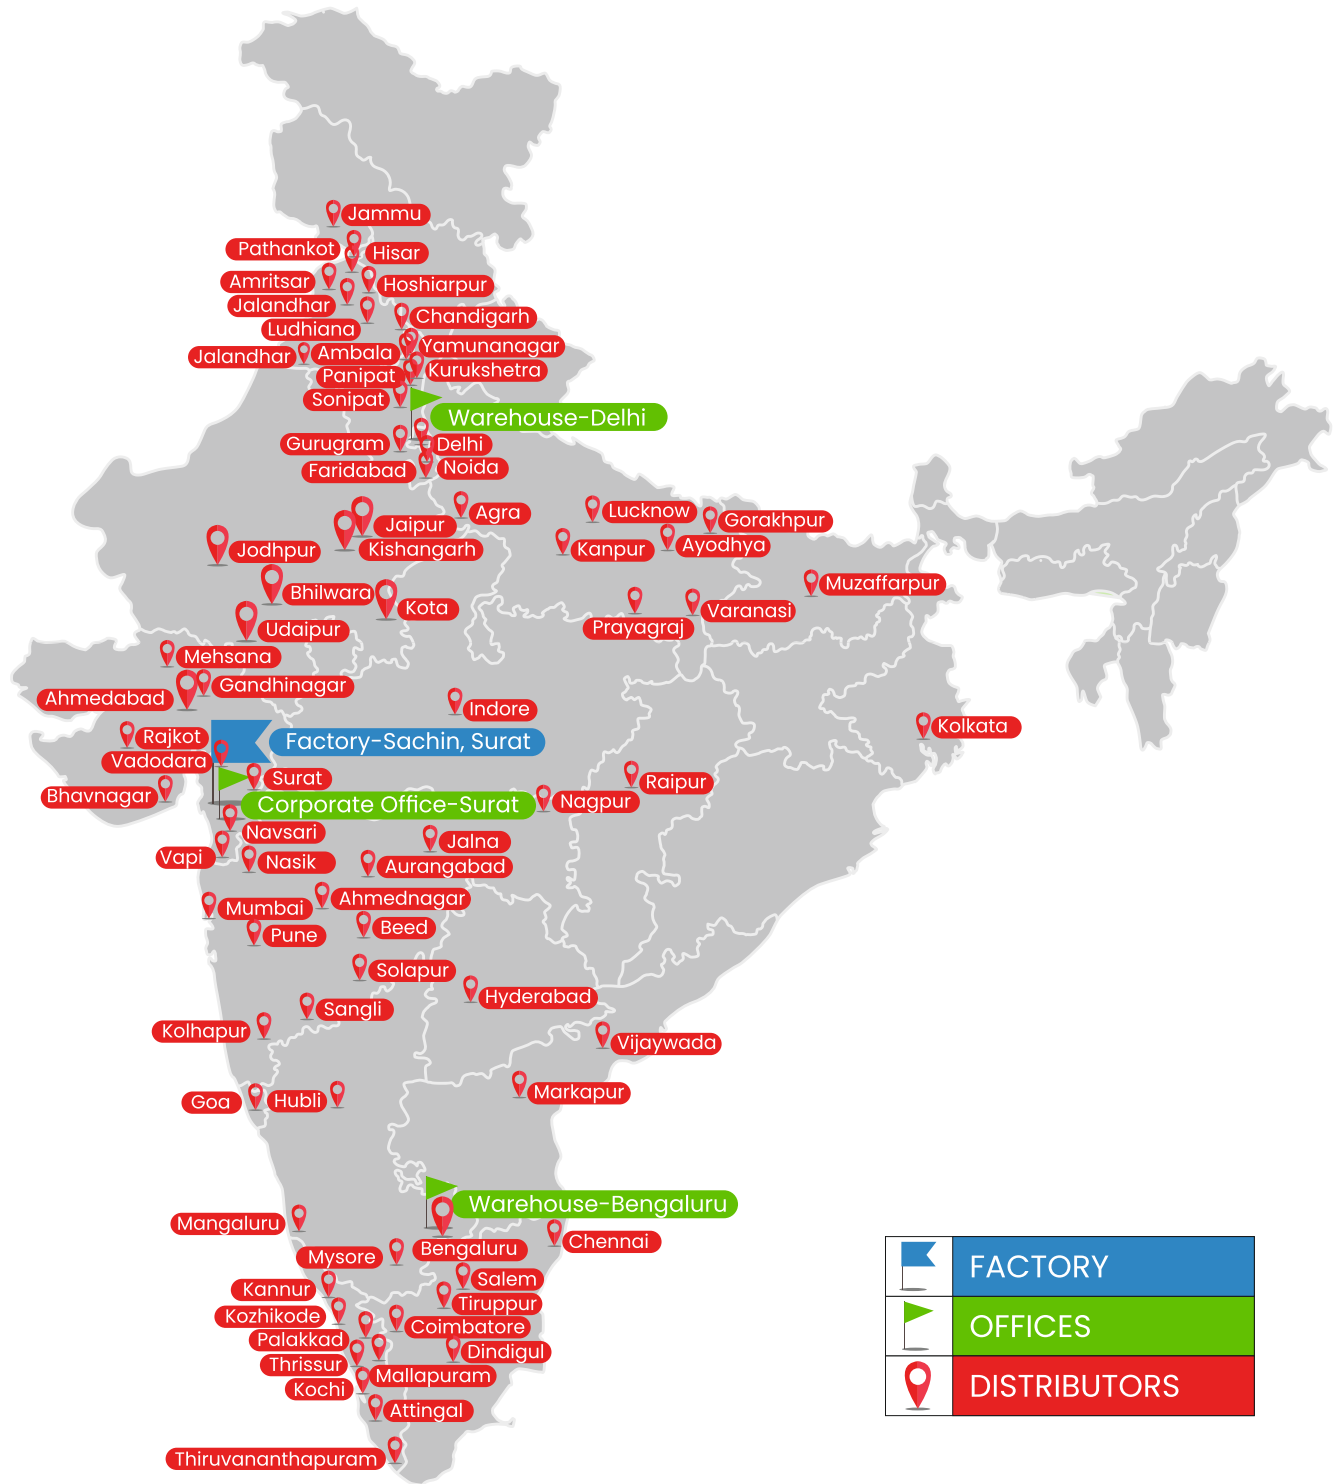 Jammu
Pathankot
Hisar
Amritsar
Hoshiarpur
Jalandhar
Chandigarh
Ludhiana
Yamunanagar
Jalandhar
Ambala
Kurukshetra
Panipat
Sonipat
Warehouse-Delhi
Gurugram
Delhi
Faridabad
Noida
Agra
Lucknow
Gorakhpur
Jaipur
Kishangarh
Jodhpur
Kanpur
Ayodhya
Bhilwara
Kota
Muzaffarpur
Varanasi
Prayagraj
Udaipur
Mehsana
Gandhinagar
Ahmedabad
Indore
Kolkata
Rajkot
Factory-Sachin, Surat
Vadodara
Surat
Raipur
Bhavnagar
Corporate Office-Surat
Nagpur
Navsari
Jalna
Vapi
Nasik
Aurangabad
Ahmednagar
Mumbai
Beed
Pune
Solapur
Hyderabad
Sangli
Kolhapur
Vijaywada
Markapur
Goa
Hubli
Warehouse-Bengaluru
Mangaluru
Chennai
Bengaluru
Mysore
Salem
Kannur
Tiruppur
Kozhikode
Coimbatore
Palakkad
Dindigul
Thrissur
Mallapuram
Kochi
Attingal
Thiruvananthapuram
FACTORY
OFFICES
DISTRIBUTORS